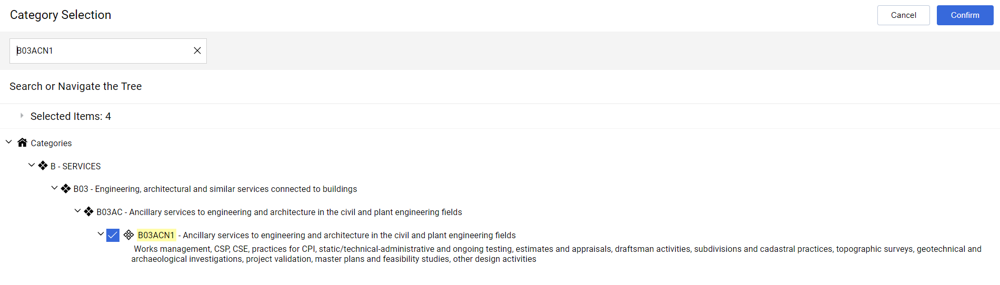 Category Selection
Cancel
Confirm
B03ACN1
Search or Navigate the Tree
Selected Items: 4
Categories
B - SERVICES
B03 - Engineering, architectural and similar services connected to buildings
B03AC - Ancillary services to engineering and architecture in the civil and plant engineering fields
B03ACN1 - Ancillary services to engineering and architecture in the civil and plant engineering fields
Works management, CSP, CSE, practices for CPI, static/technical-administrative and ongoing testing, estimates and appraisals, draftsman activities, subdivisions and cadastral practices, topographic surveys, geotechnical and
archaeological investigations, project validation, master plans and feasibility studies, other design activities